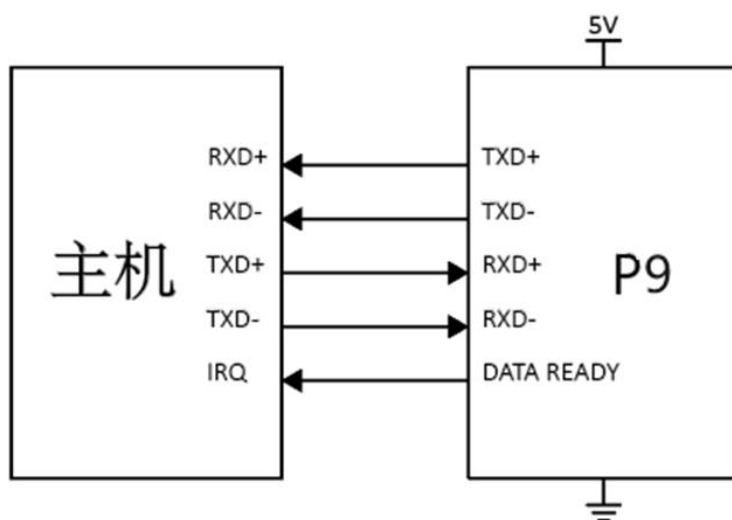 5V
RXD+
TXD+
RXD-
TXD-
主机
TXD+
RXD+
P9
TXD-
RXD-
IRQ
DATA READY